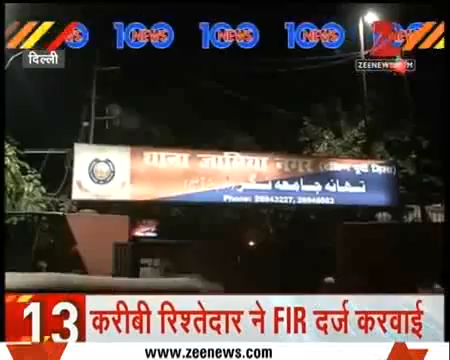 100 NEWS 100 NEWS 100 NEWS 100
दिल्ली
ZEENEWS.COM
थाना जामिया नगर
تھانہ جامعہ نگر
Phone:
13 करीबी रिश्तेदार ने FIR दर्ज करवाई
www.zeenews.com